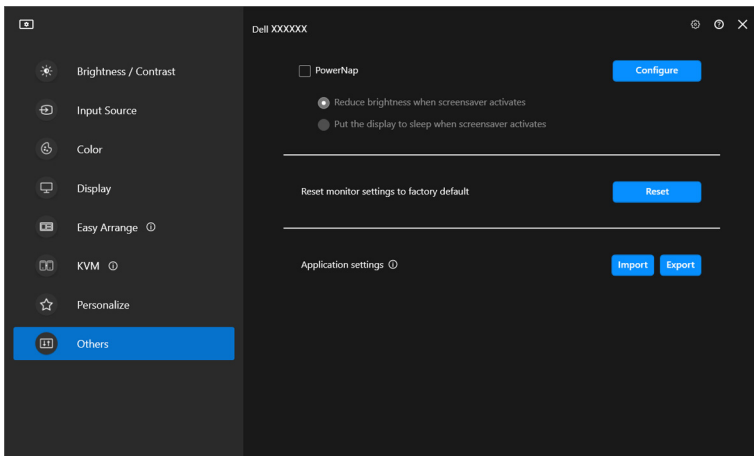 Dell XXXXXX
Brightness / Contrast
Input Source
Color
Display
Easy Arrange
KVM
Personalize
Others
PowerNap
Configure
Reduce brightness when screensaver activates
Put the display to sleep when screensaver activates
Reset monitor settings to factory default
Reset
Application settings
Import Export